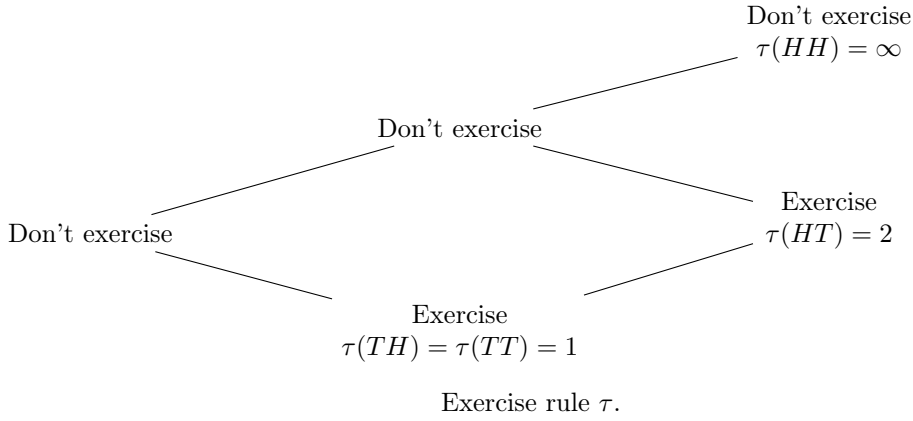 Don't exercise
τ(HH) = ∞
Don't exercise
Exercise
τ(HT) = 2
Don't exercise
Exercise
τ(TH) = τ(TT) = 1
Exercise rule τ.